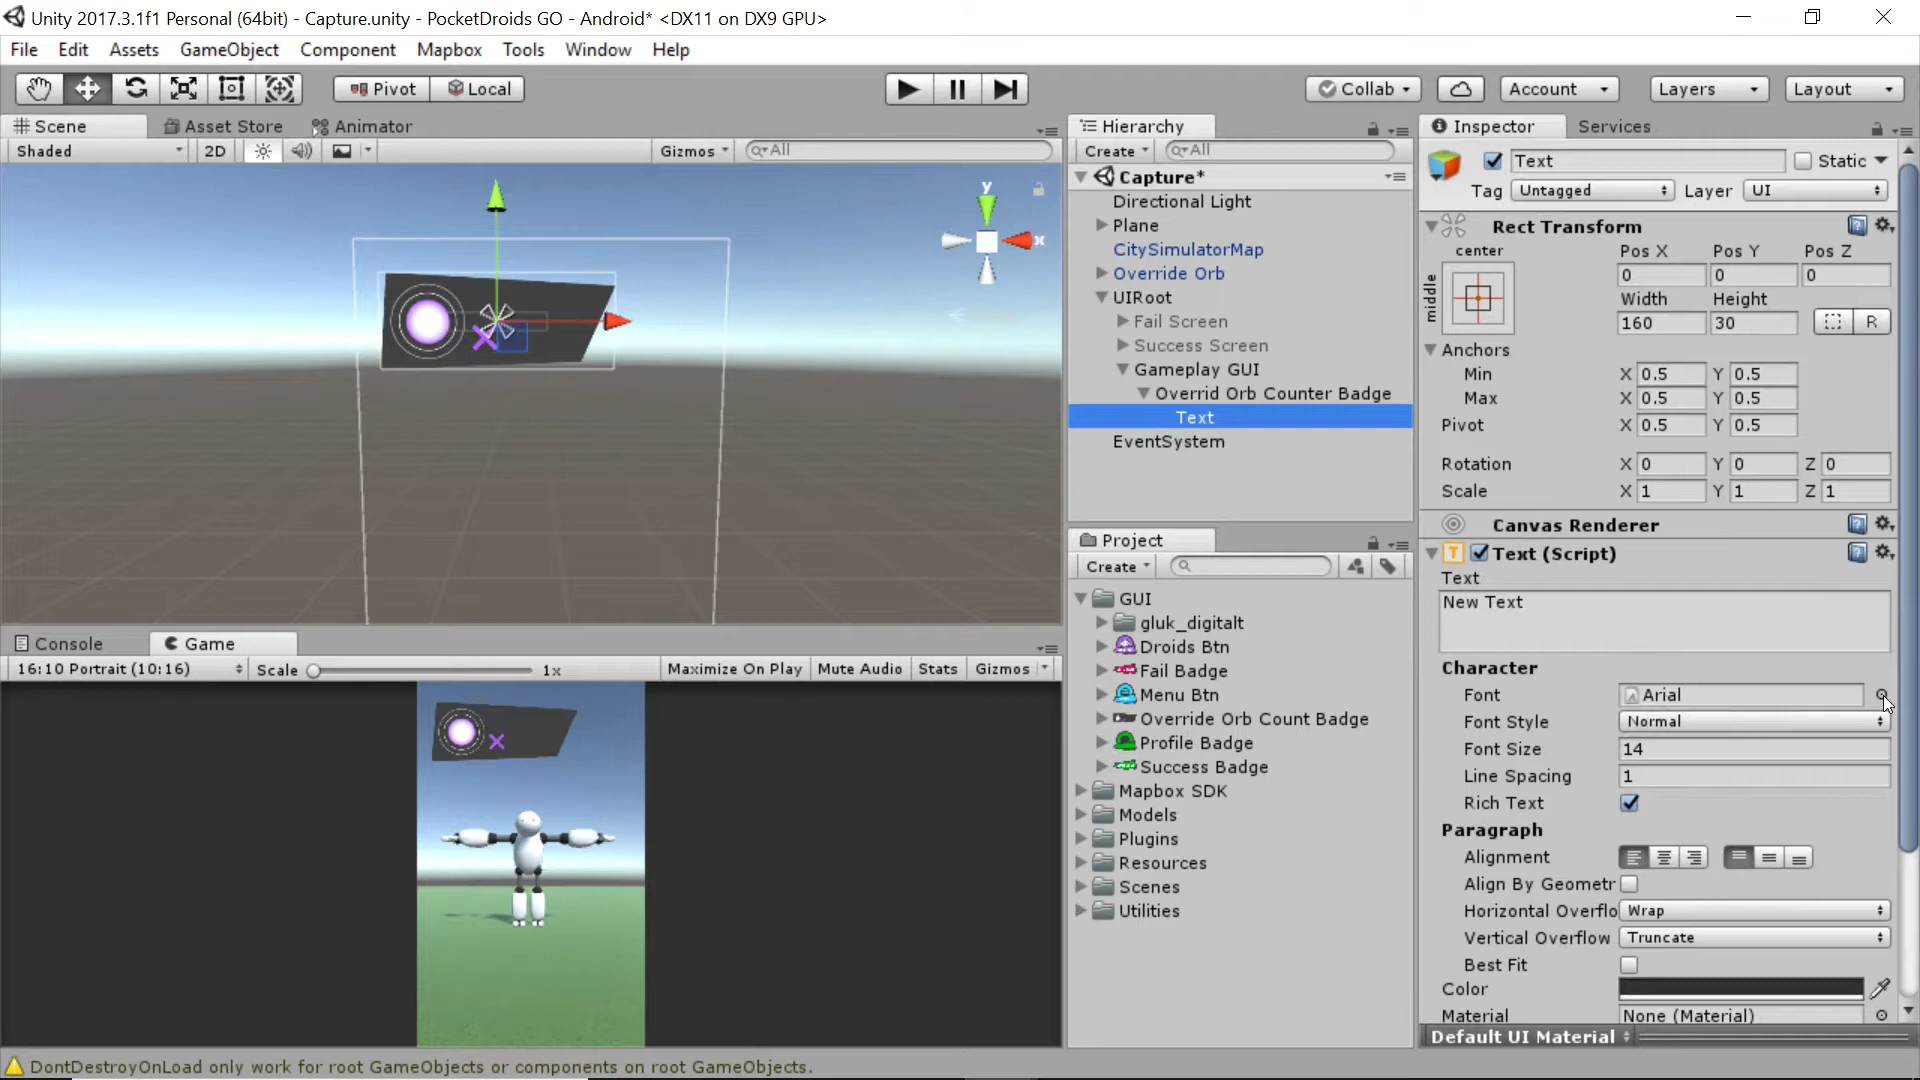 Unity 2017.3.1f1 Personal (64bit) - Capture.unity - PocketDroids GO - Android* <DX11 on DX9 GPU>
File Edit Assets GameObject Component Mapbox Tools Window Help
Pivot Local Collab Account Layers Layout
Scene Asset Store Animator
Shaded 2D Gizmos All
y
x
Console Game
16:10 Portrait (10:16) Scale 1x Maximize On Play Mute Audio Stats Gizmos
Hierarchy
Create All
Capture*
Directional Light
Plane
CitySimulatorMap
Override Orb
UIRoot
Fail Screen
Success Screen
Gameplay GUI
Overrid Orb Counter Badge
Text
EventSystem
Project
Create
GUI
gluk_digitalt
Droids Btn
Fail Badge
Menu Btn
Override Orb Count Badge
Profile Badge
Success Badge
Mapbox SDK
Models
Plugins
Resources
Scenes
Utilities
Inspector Services
Text Static
Tag Untagged Layer UI
Rect Transform
center Pos X Pos Y Pos Z
middle 0 0 0
Width Height
160 30 R
Anchors
Min X 0.5 Y 0.5
Max X 0.5 Y 0.5
Pivot X 0.5 Y 0.5
Rotation X 0 Y 0 Z 0
Scale X 1 Y 1 Z 1
Canvas Renderer
T Text (Script)
Text
New Text
Character
Font Arial
Font Style Normal
Font Size 14
Line Spacing 1
Rich Text
Paragraph
Alignment
Align By Geometr
Horizontal Overflo Wrap
Vertical Overflow Truncate
Best Fit
Color
Material None (Material)
Default UI Material
DontDestroyOnLoad only work for root GameObjects or components on root GameObjects.